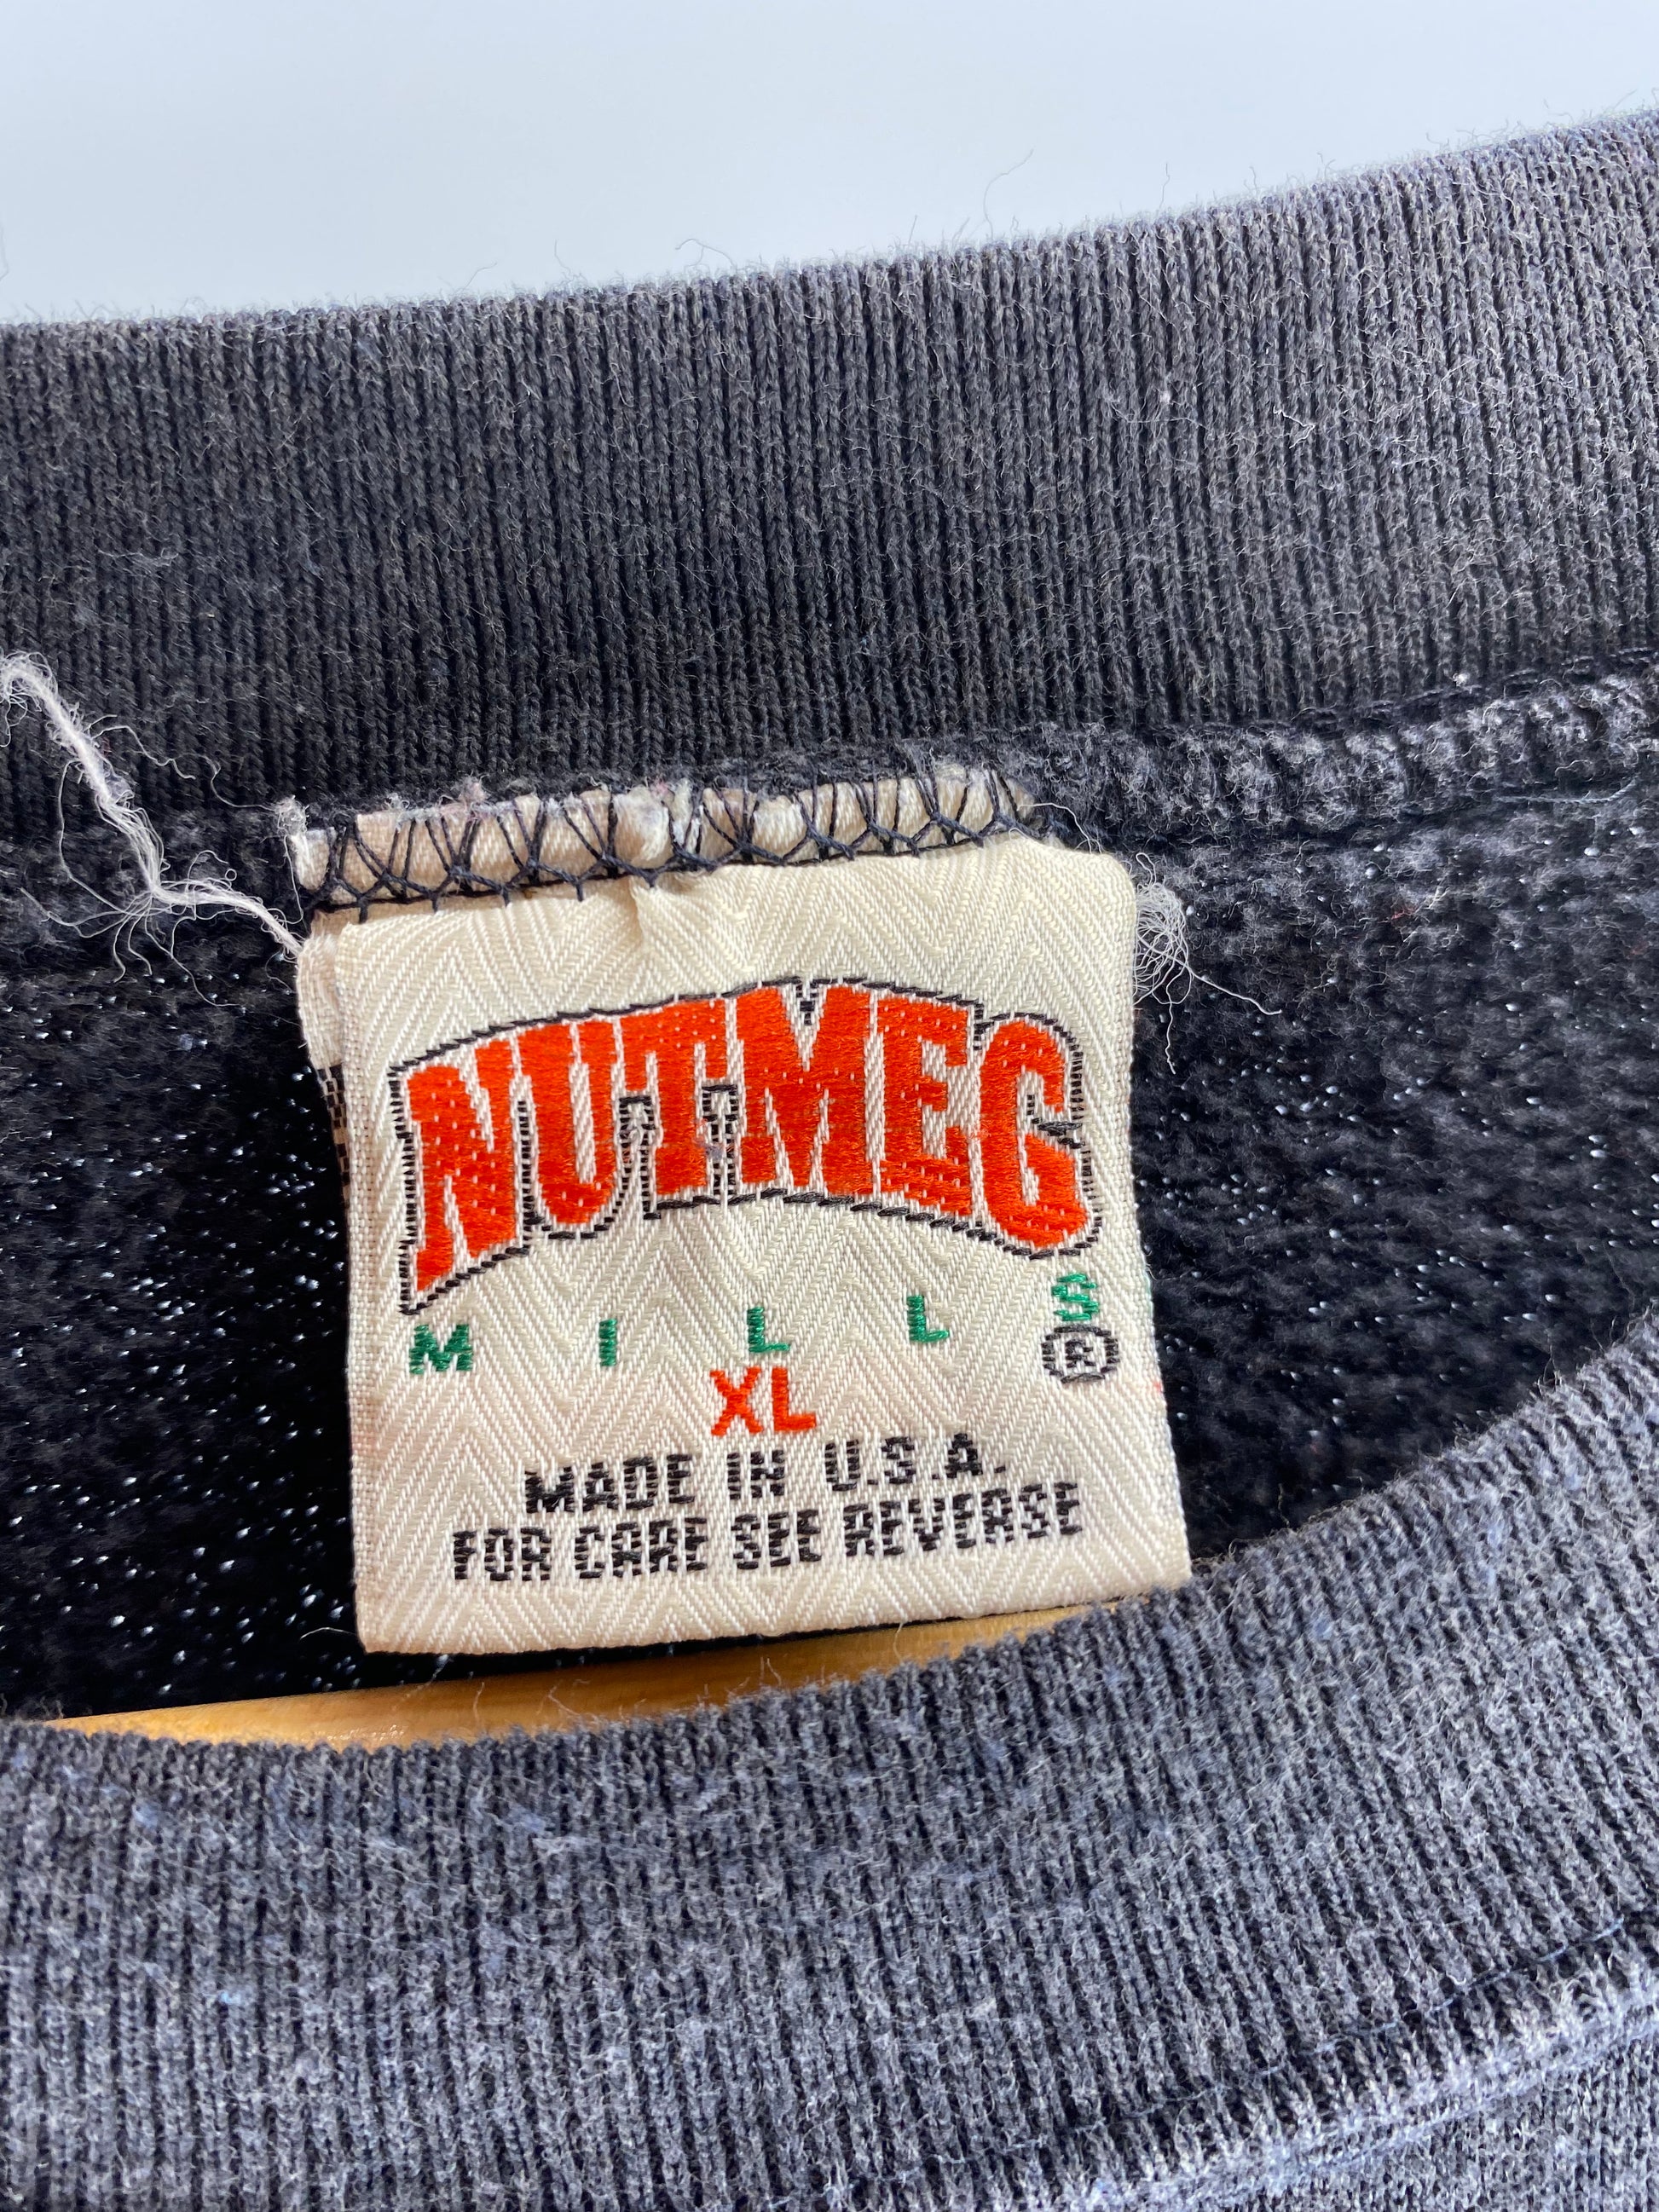 NUTMEG
MILLS
®
XL
MADE IN U.S.A.
FOR CARE SEE REVERSE